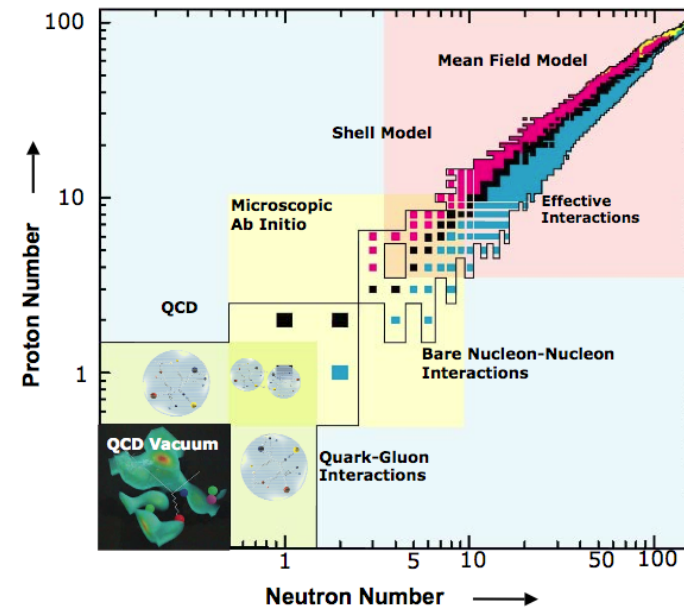 100
Mean Field Model
Shell Model
10
Microscopic
Ab Initio
Effective
Interactions
QCD
Bare Nucleon-Nucleon
Interactions
1
QCD Vacuum
Quark-Gluon
Interactions
Proton Number
1
5
10
50
100
Neutron Number